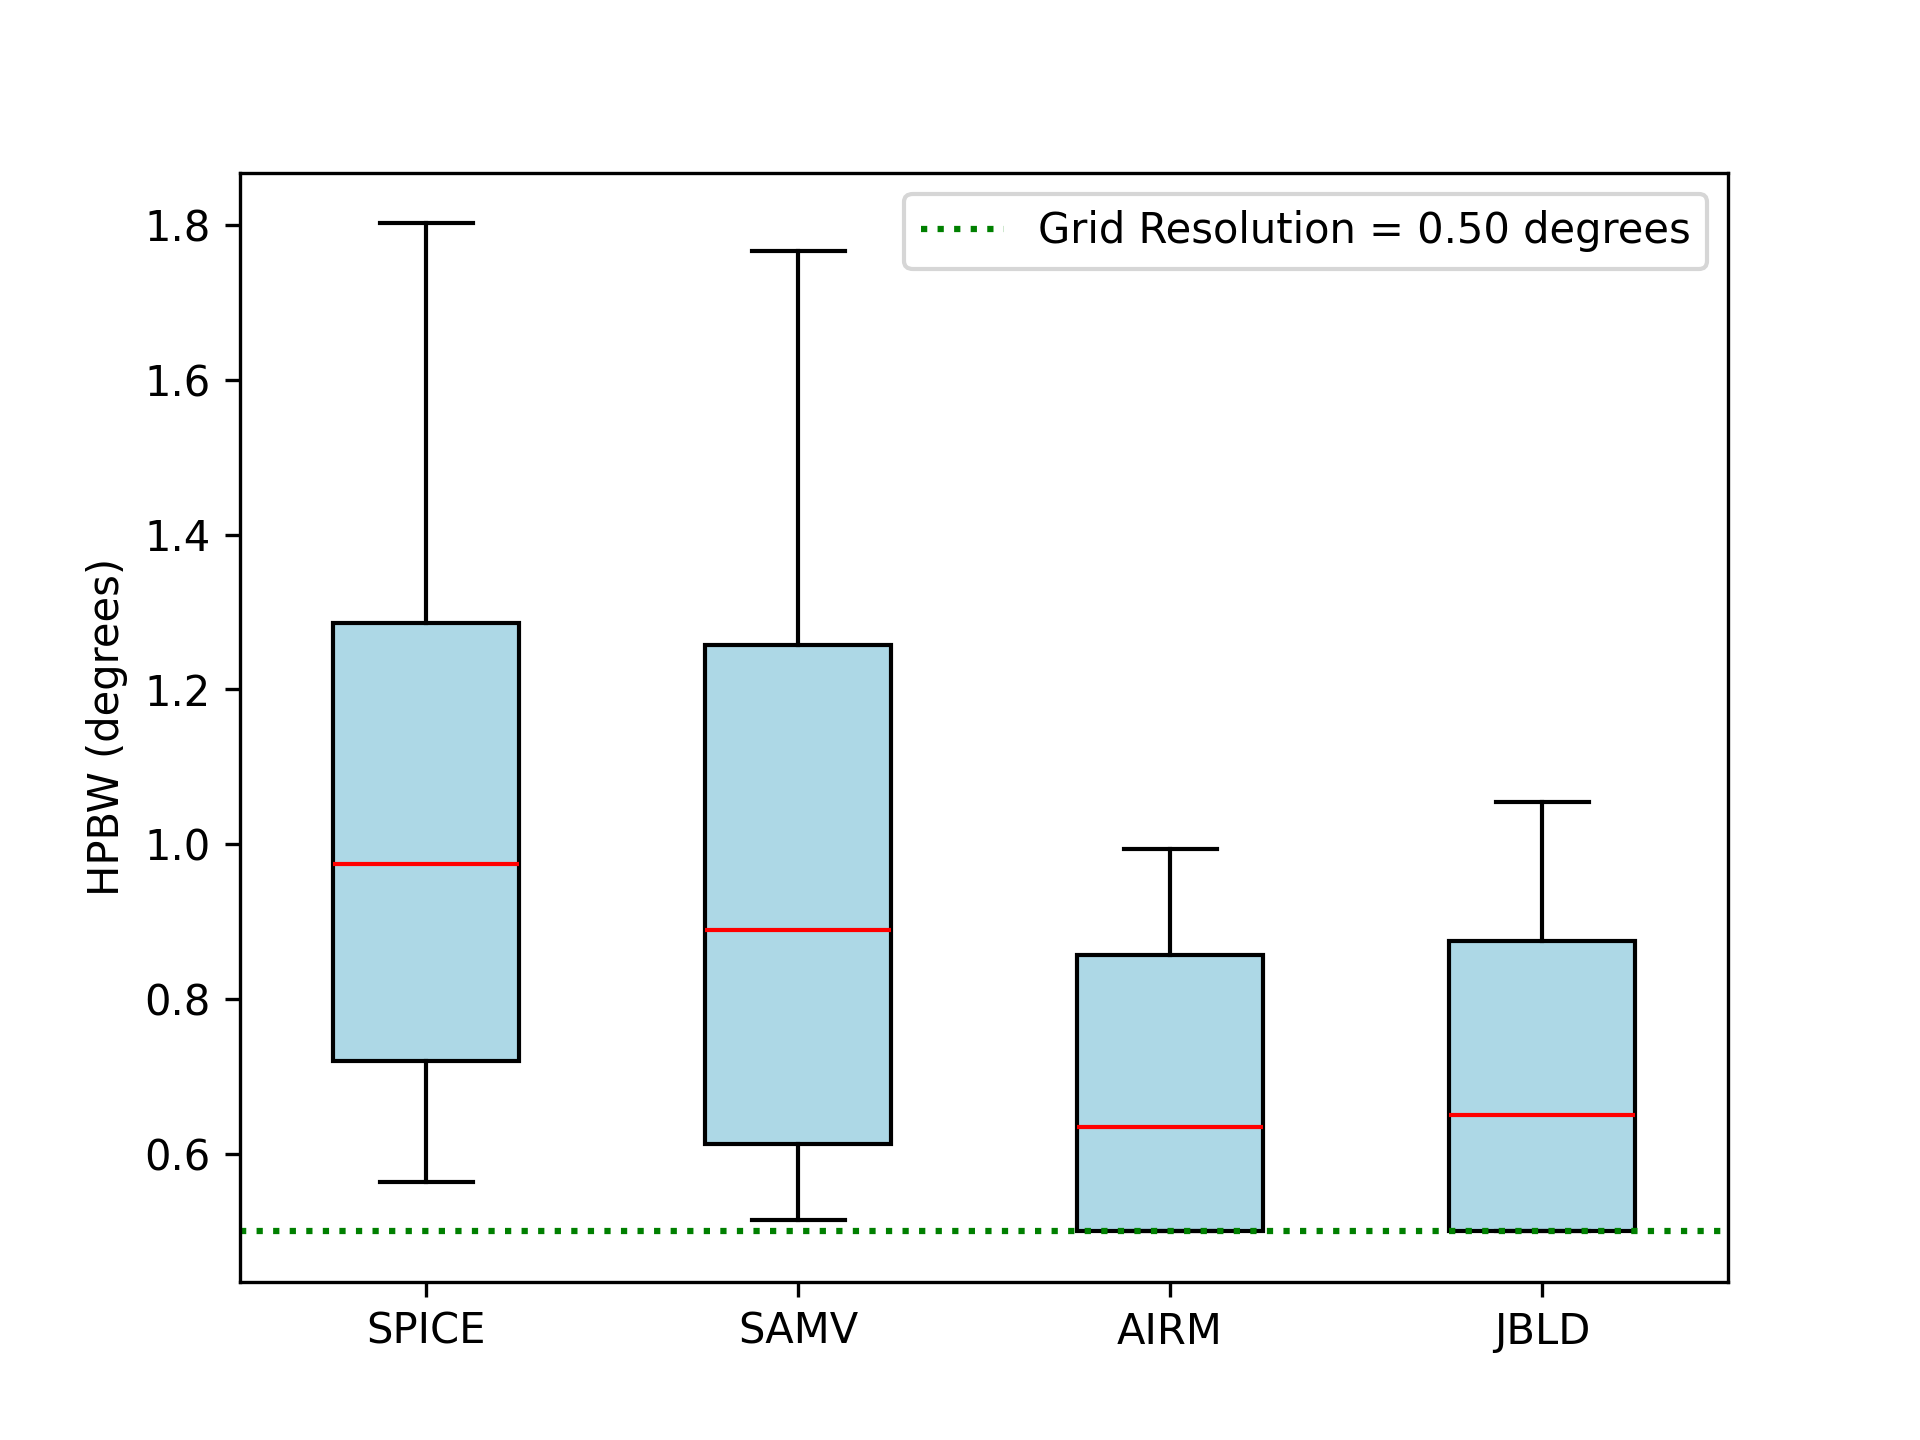 Grid Resolution = 0.50 degrees
HPBW (degrees)
1.8
1.6
1.4
1.2
1.0
0.8
0.6
SPICE SAMV AIRM JBLD